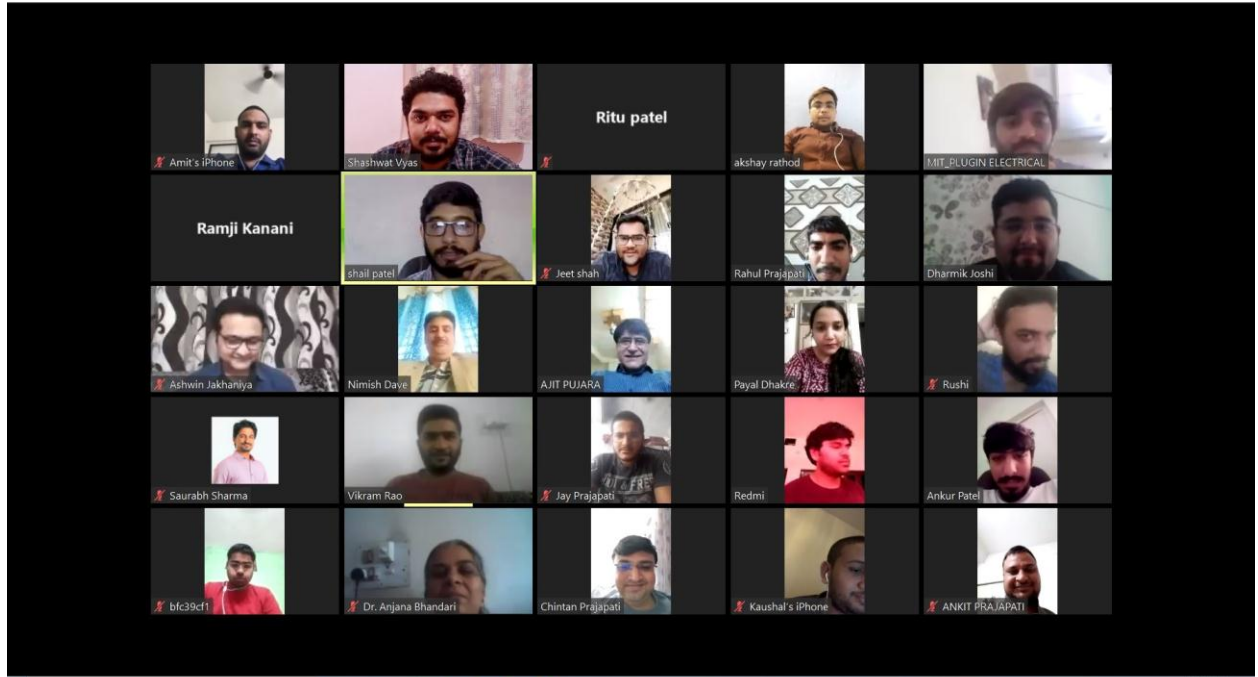 Amit's iPhone
Shashwat Vyas
Ritu patel
akshay rathod
MIT_PLUGIN ELECTRICAL
Ramji Kanani
shail patel
Jeet shah
Rahul Prajapati
Dharmik Joshi
Ashwin Jakhaniya
Nimish Dave
AJIT PUJARA
Payal Dhakre
Rushi
Saurabh Sharma
Vikram Rao
Jay Prajapati
Redmi
Ankur Patel
bfc39cf1
Dr. Anjana Bhandari
Chintan Prajapati
Kaushal's iPhone
ANKIT PRAJAPATI